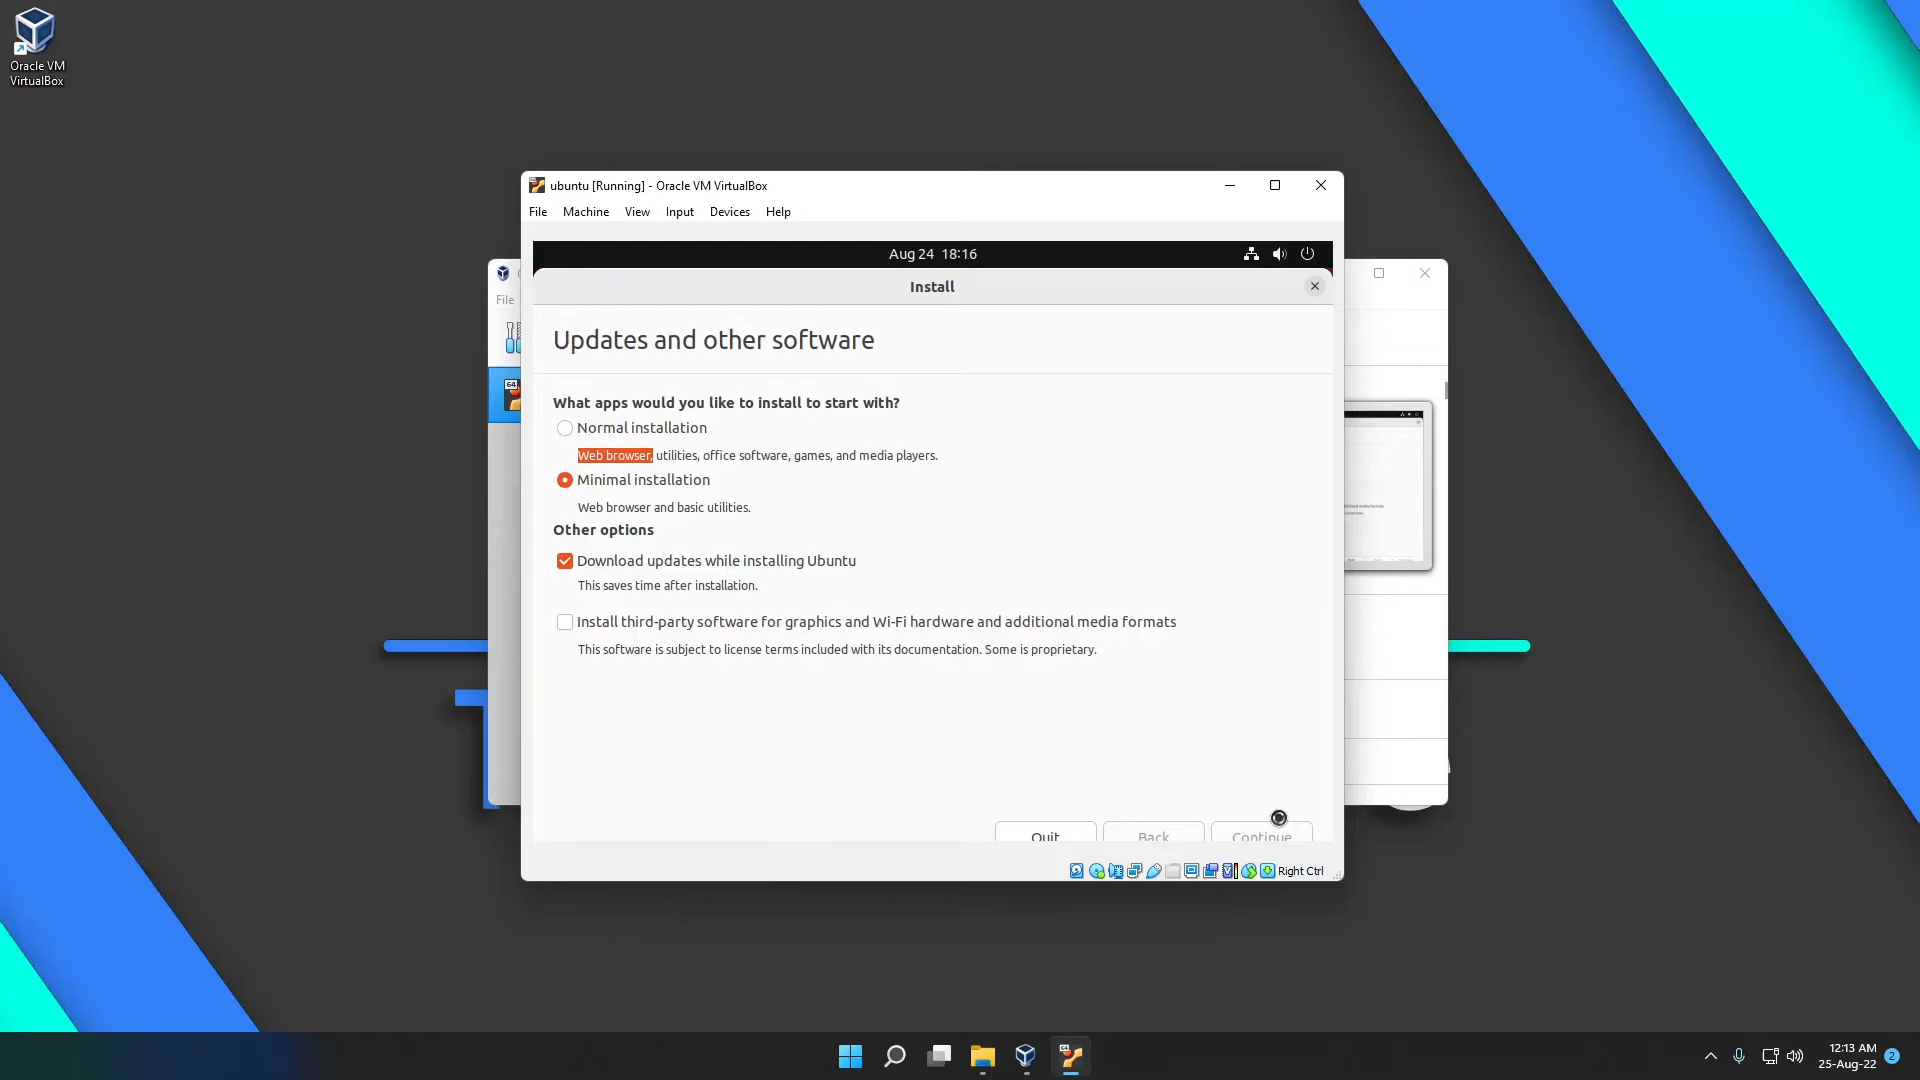 Oracle VM
VirtualBox
ubuntu [Running] - Oracle VM VirtualBox
File Machine View Input Devices Help
Aug 24 18:16
Install
File
64
Updates and other software
What apps would you like to install to start with?
Normal installation
Web browser, utilities, office software, games, and media players.
Minimal installation
Web browser and basic utilities.
Other options
Download updates while installing Ubuntu
This saves time after installation.
Install third-party software for graphics and Wi-Fi hardware and additional media formats
This software is subject to license terms included with its documentation. Some is proprietary.
Quit Back Continue
Right Ctrl
12:13 AM
25-Aug-22
2